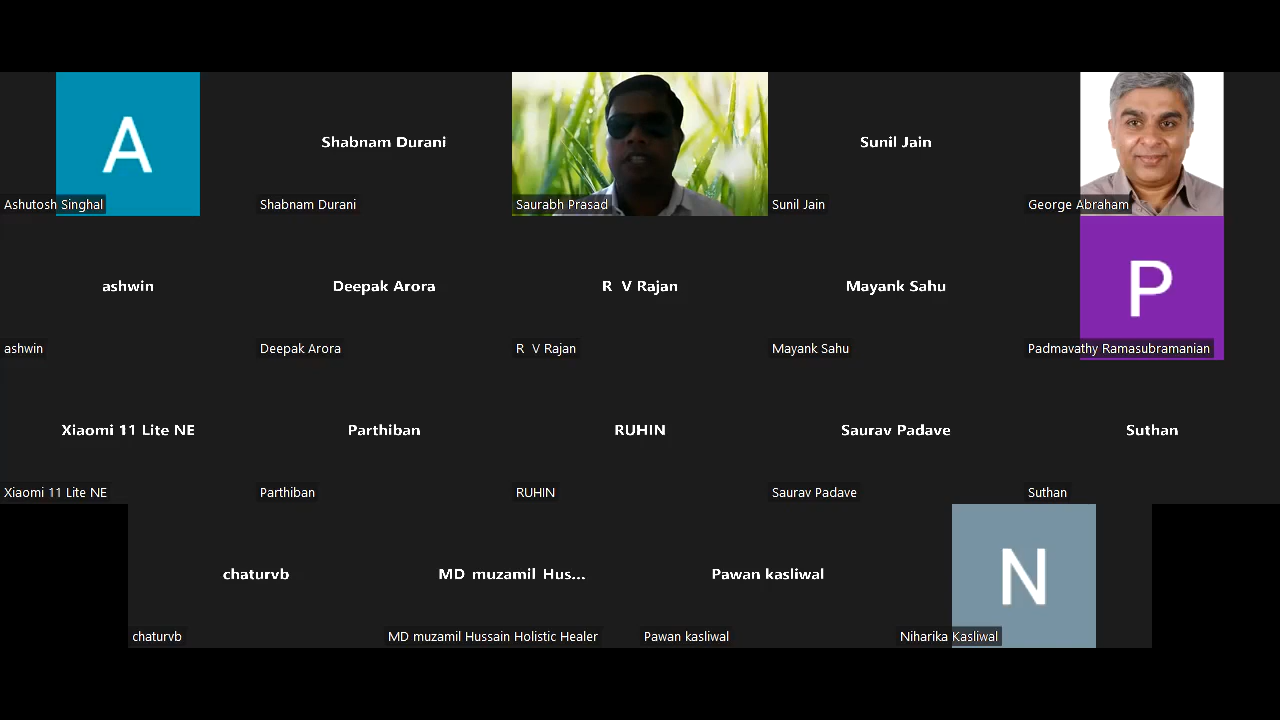 A
Ashutosh Singhal
Shabnam Durani
Shabnam Durani
Saurabh Prasad
Sunil Jain
Sunil Jain
George Abraham
ashwin
ashwin
Deepak Arora
Deepak Arora
R V Rajan
R V Rajan
Mayank Sahu
Mayank Sahu
P
Padmavathy Ramasubramanian
Xiaomi 11 Lite NE
Xiaomi 11 Lite NE
Parthiban
Parthiban
RUHIN
RUHIN
Saurav Padave
Saurav Padave
Suthan
Suthan
chaturvb
chaturvb
MD muzamil Hus...
MD muzamil Hussain Holistic Healer
Pawan kasliwal
Pawan kasliwal
N
Niharika Kasliwal